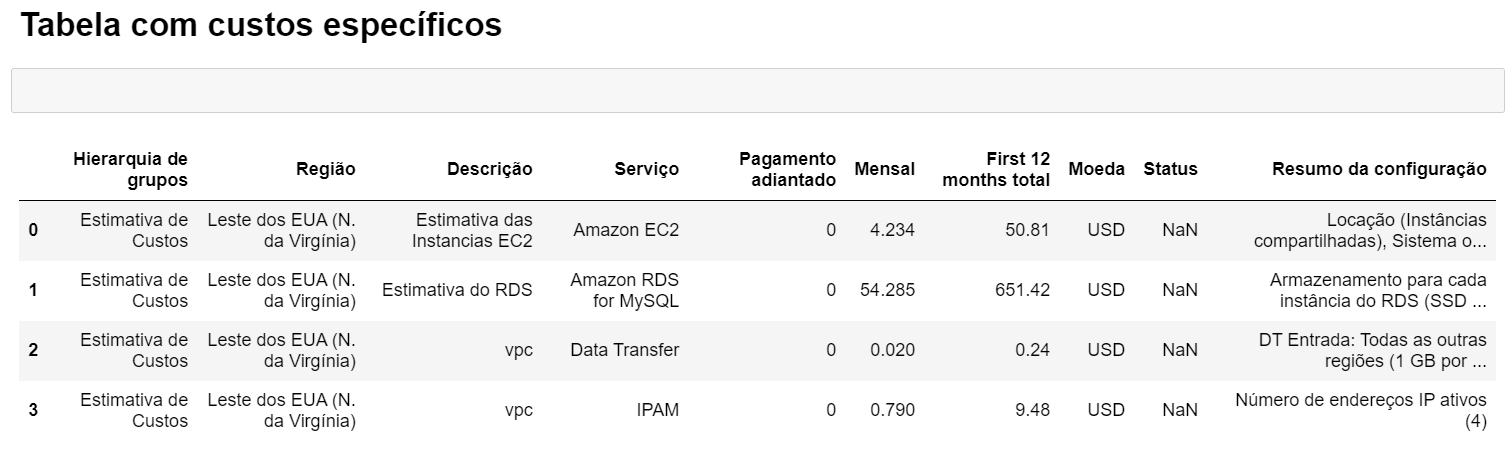 Tabela com custos específicos
Hierarquia de grupos Região Descrição Serviço Pagamento adiantado Mensal First 12 months total Moeda Status Resumo da configuração
0 Estimativa de Custos Leste dos EUA (N. da Virgínia) Estimativa das Instancias EC2 Amazon EC2 0 4.234 50.81 USD NaN Locação (Instâncias compartilhadas), Sistema o...
1 Estimativa de Custos Leste dos EUA (N. da Virgínia) Estimativa do RDS Amazon RDS for MySQL 0 54.285 651.42 USD NaN Armazenamento para cada instância do RDS (SSD ...
2 Estimativa de Custos Leste dos EUA (N. da Virgínia) vpc Data Transfer 0 0.020 0.24 USD NaN DT Entrada: Todas as outras regiões (1 GB por ...
3 Estimativa de Custos Leste dos EUA (N. da Virgínia) vpc IPAM 0 0.790 9.48 USD NaN Número de endereços IP ativos (4)